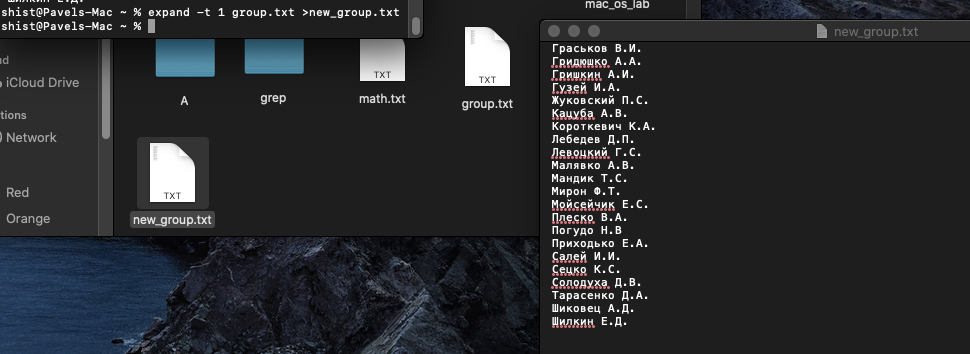 шилкин Е.Д.
shist@Pavels-Mac ~ % expand -t 1 group.txt >new_group.txt
shist@Pavels-Mac ~ %
mac_os_lab
iCloud Drive
Network
Red
Orange
TXT
TXT
A
grep
math.txt
group.txt
TXT
new_group.txt
new_group.txt
Граськов В.И.
Гридюшко А.А.
Гришкин А.И.
Гузей И.А.
Жуковский П.С.
Кацуба А.В.
Короткевич К.А.
Лебедев Д.П.
Левоцкий Г.С.
Малявко А.В.
Мандик Т.С.
Мирон Ф.Т.
Мойсейчик Е.С.
Плеско В.А.
Погудо Н.В
Приходько Е.А.
Салей И.И.
Сецко К.С.
Солодуха Д.В.
Тарасенко Д.А.
Шиковец А.Д.
Шилкин Е.Д.